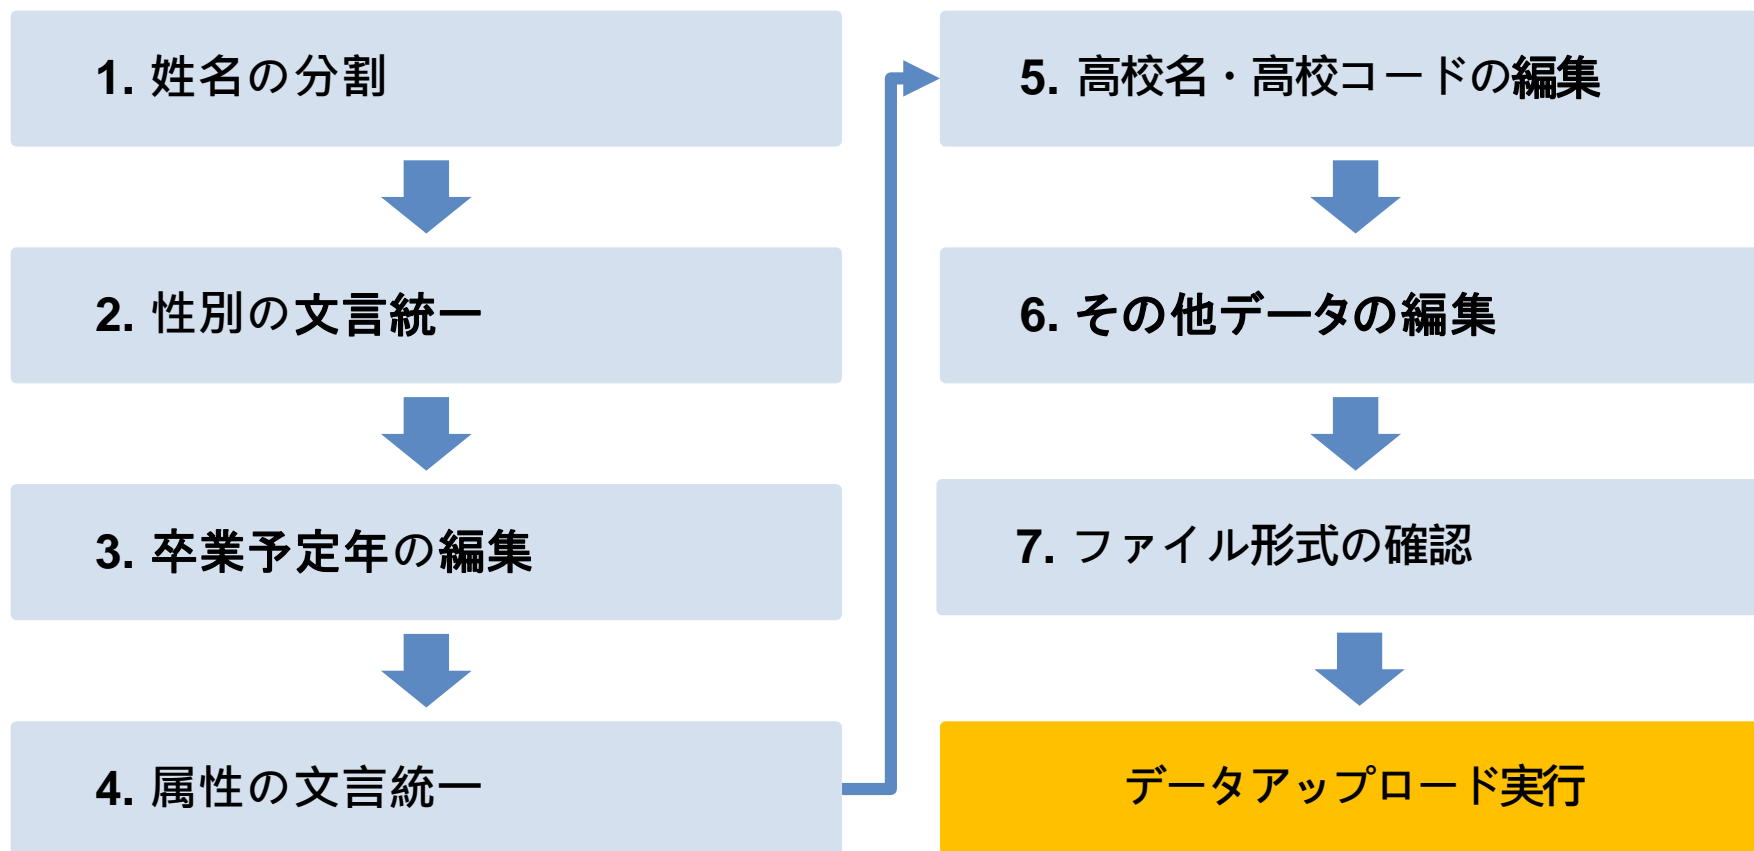 1. 姓名の分割
2. 性別の文言統一
3. 卒業予定年の編集
4. 属性の文言統一
5. 高校名・高校コードの編集
6. その他データの編集
7. ファイル形式の確認
データアップロード実行